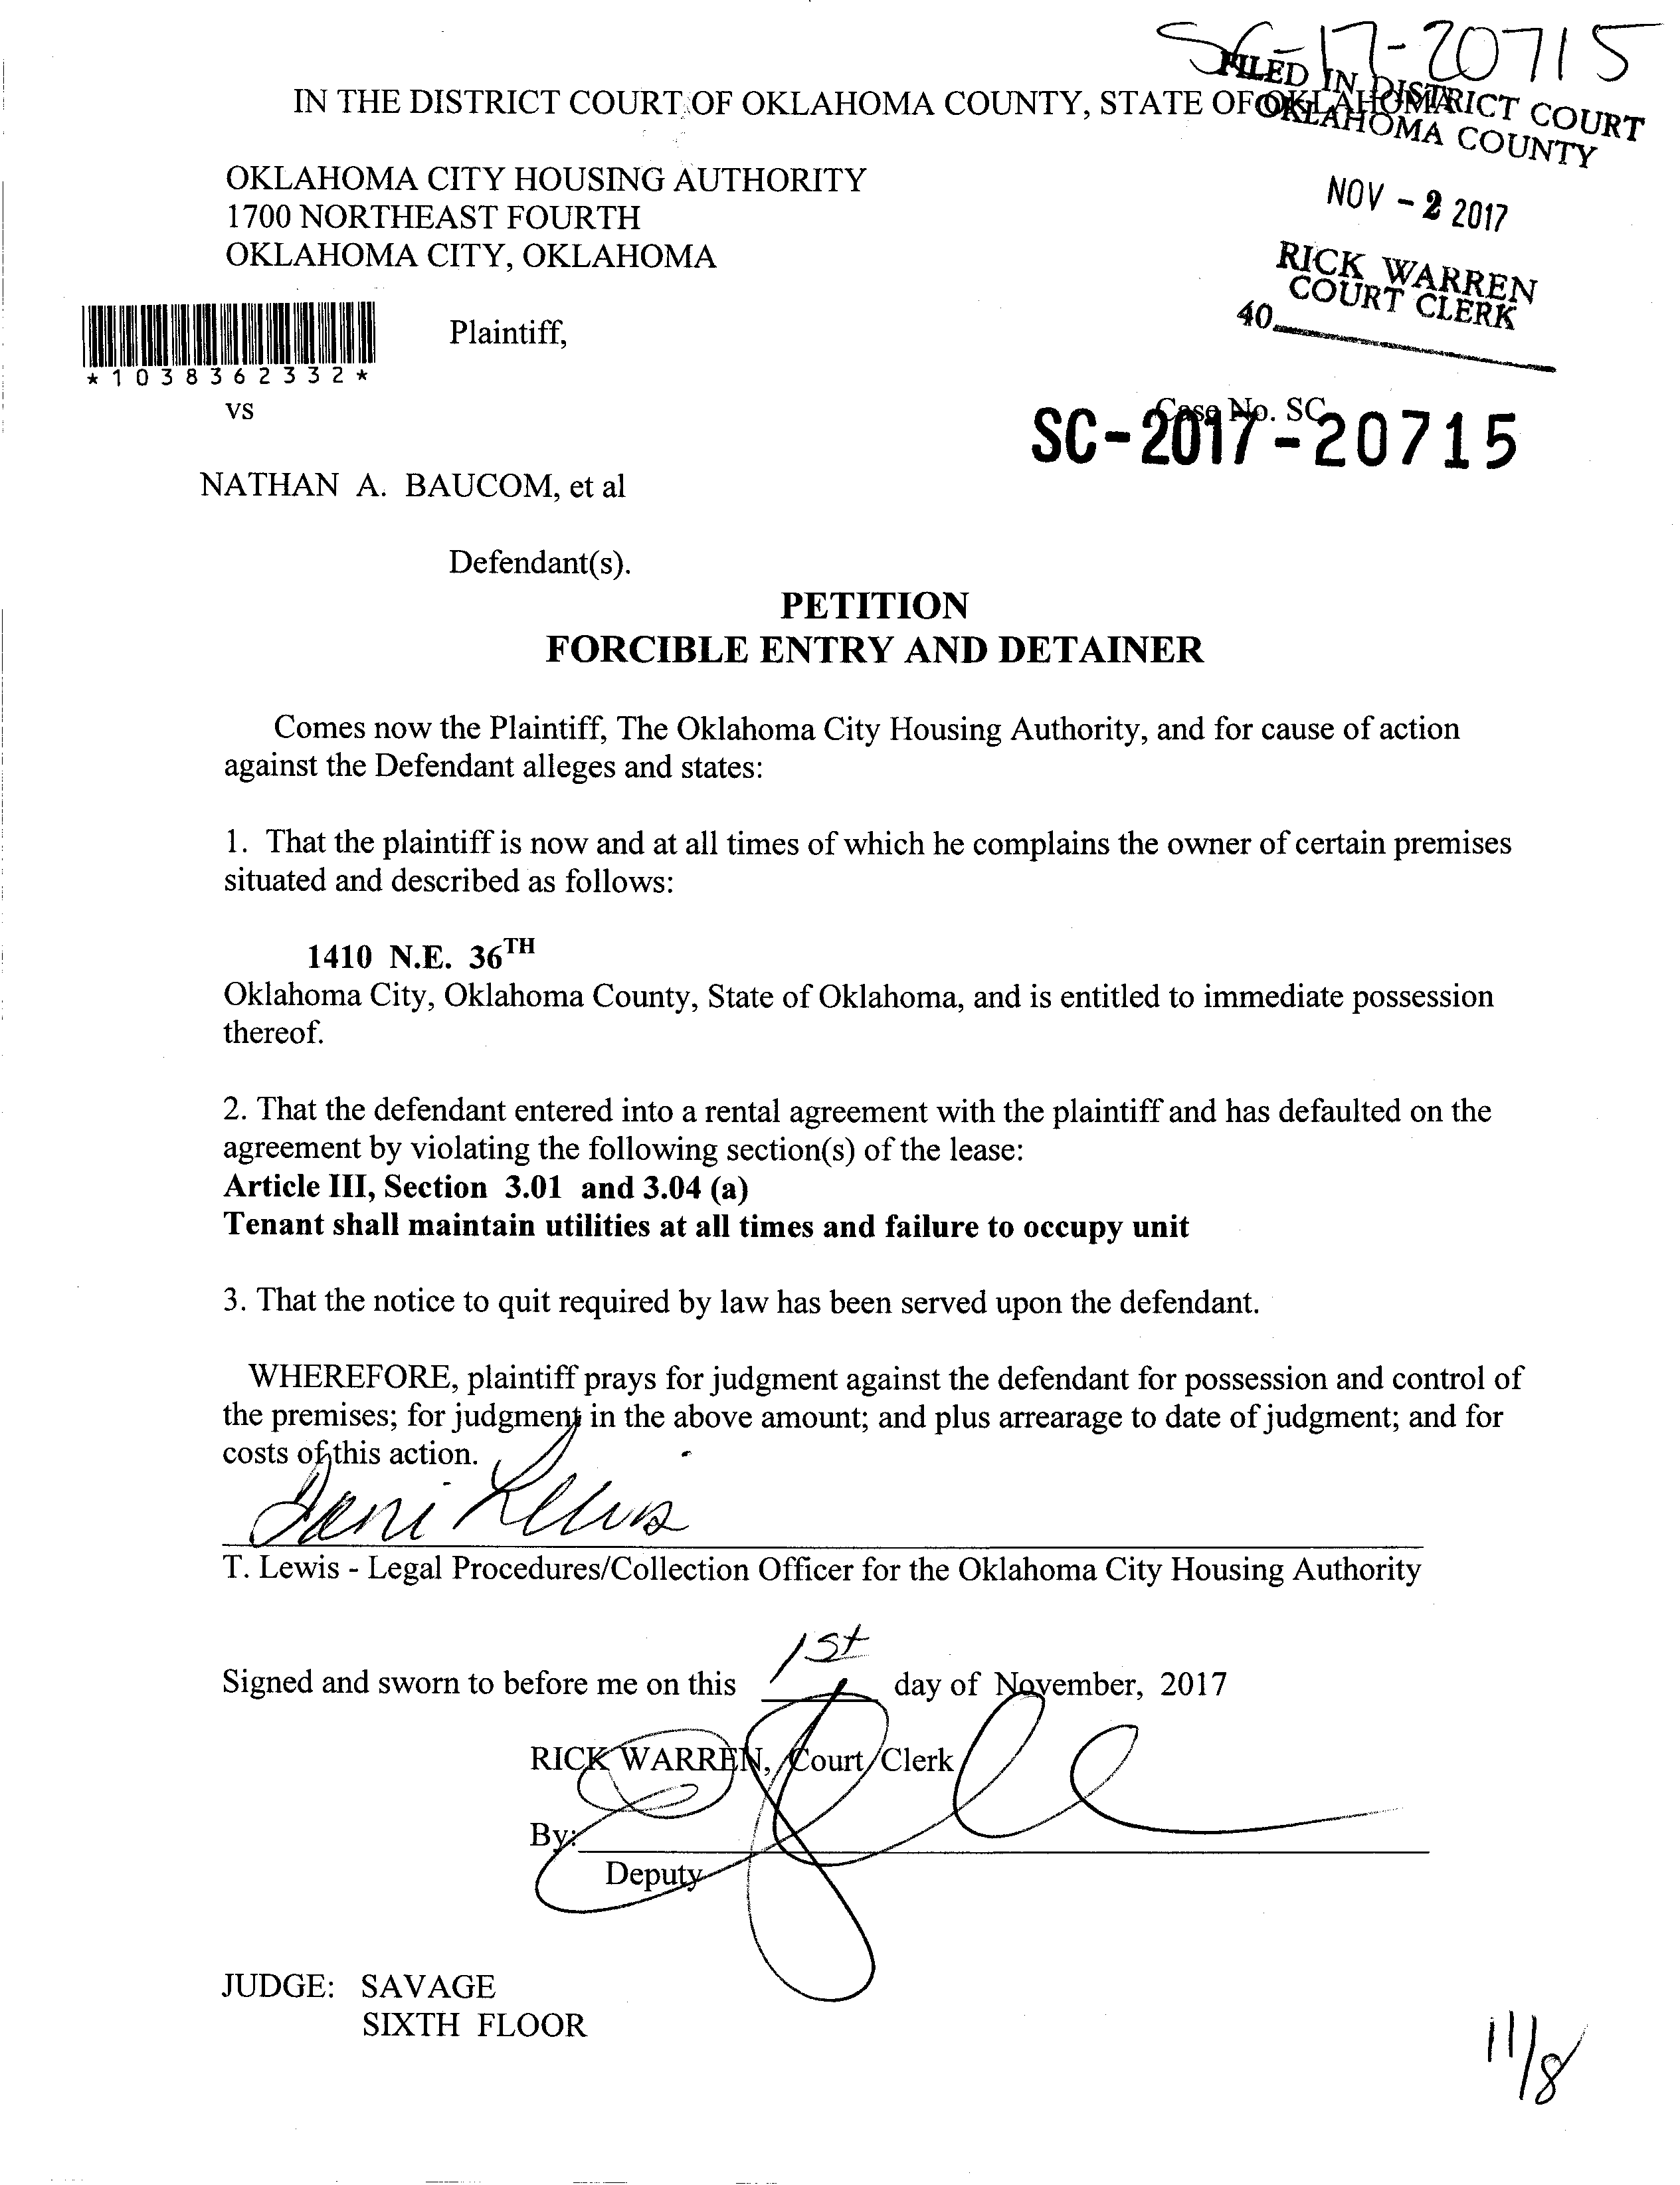 SC-17-20715
FILED IN DISTRICT COURT
OKLAHOMA COUNTY
IN THE DISTRICT COURT OF OKLAHOMA COUNTY, STATE OF OKLAHOMA
OKLAHOMA CITY HOUSING AUTHORITY
1700 NORTHEAST FOURTH
OKLAHOMA CITY, OKLAHOMA
NOV - 2 2017
RICK WARREN
COURT CLERK
40
Plaintiff,
*1038362332*
vs
Case No. SC
SC-2017-20715
NATHAN A. BAUCOM, et al
Defendant(s).
PETITION
FORCIBLE ENTRY AND DETAINER
Comes now the Plaintiff, The Oklahoma City Housing Authority, and for cause of action
against the Defendant alleges and states:
1. That the plaintiff is now and at all times of which he complains the owner of certain premises
situated and described as follows:
1410 N.E. 36TH
Oklahoma City, Oklahoma County, State of Oklahoma, and is entitled to immediate possession
thereof.
2. That the defendant entered into a rental agreement with the plaintiff and has defaulted on the
agreement by violating the following section(s) of the lease:
Article III, Section 3.01 and 3.04 (a)
Tenant shall maintain utilities at all times and failure to occupy unit
3. That the notice to quit required by law has been served upon the defendant.
WHEREFORE, plaintiff prays for judgment against the defendant for possession and control of
the premises; for judgment in the above amount; and plus arrearage to date of judgment; and for
costs of this action.
Lewis
T. Lewis - Legal Procedures/Collection Officer for the Oklahoma City Housing Authority
Signed and sworn to before me on this 1st day of November, 2017
RICK WARREN, Court Clerk
By:
Deputy
JUDGE: SAVAGE
SIXTH FLOOR
11/8